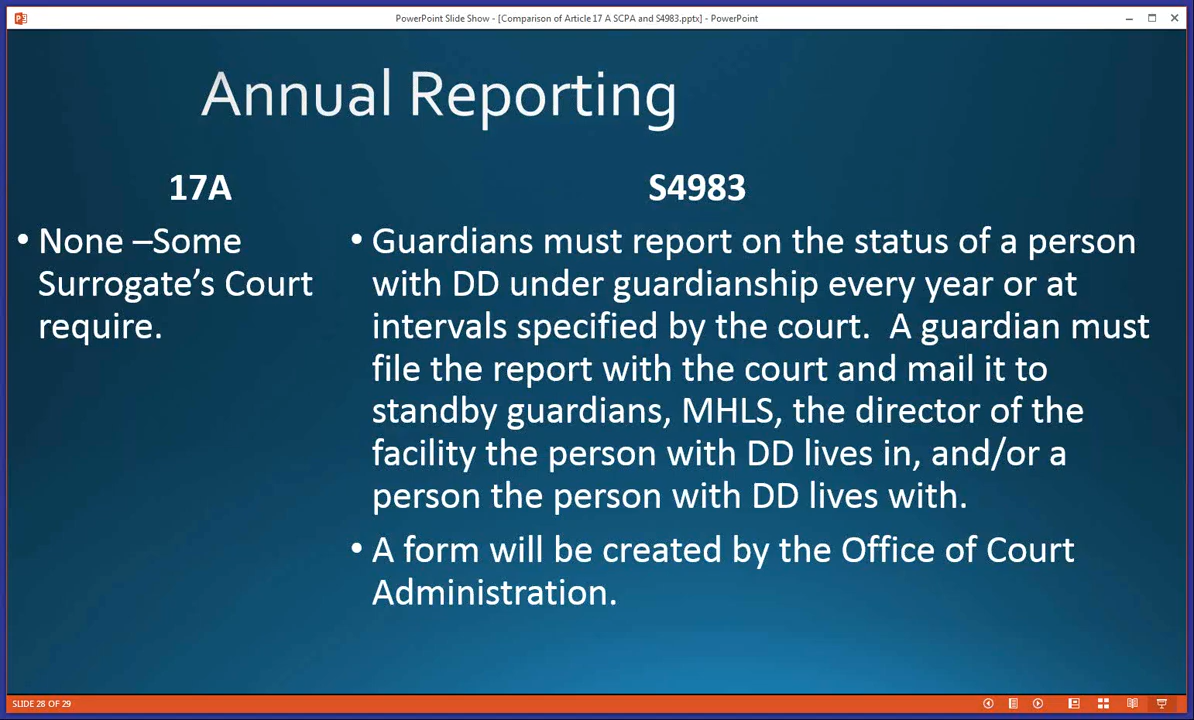 PowerPoint Slide Show - [Comparison of Article 17 A SCPA and S4983.pptx] - PowerPoint
Annual Reporting
17A
• None –Some
Surrogate’s Court
require.
S4983
• Guardians must report on the status of a person
with DD under guardianship every year or at
intervals specified by the court.  A guardian must
file the report with the court and mail it to
standby guardians, MHLS, the director of the
facility the person with DD lives in, and/or a
person the person with DD lives with.
• A form will be created by the Office of Court
Administration.
SLIDE 28 OF 29